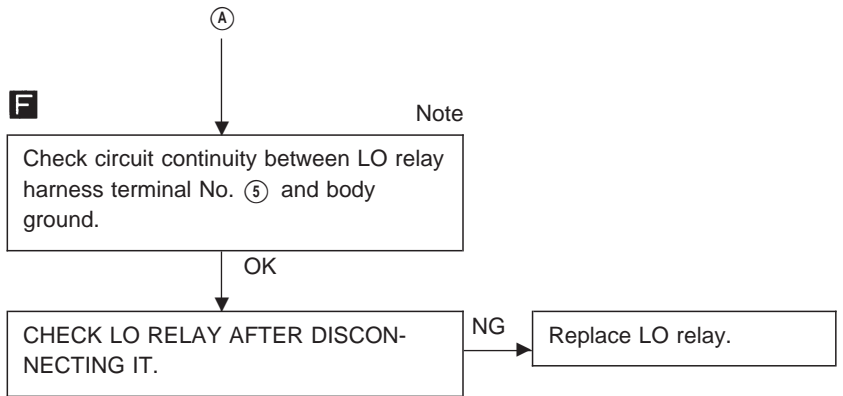 Ⓐ
F
Note
Check circuit continuity between LO relay
harness terminal No. ⑤ and body
ground.
OK
CHECK LO RELAY AFTER DISCON-
NECTING IT.
NG
Replace LO relay.